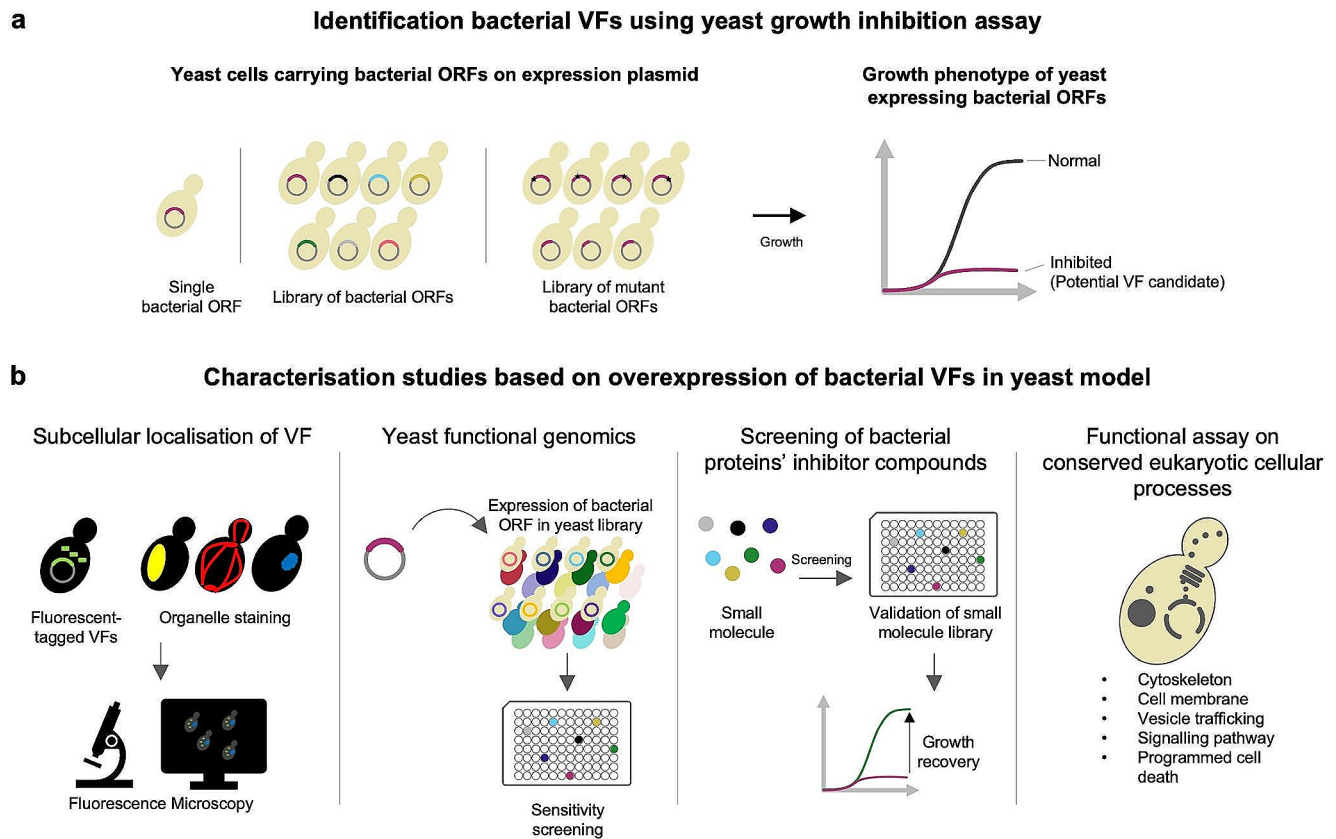 a
Identification bacterial VFs using yeast growth inhibition assay
Yeast cells carrying bacterial ORFs on expression plasmid
Single
bacterial ORF
Library of bacterial ORFs
Library of mutant
bacterial ORFs
Growth
Growth phenotype of yeast
expressing bacterial ORFs
Normal
Inhibited
(Potential VF candidate)
b
Characterisation studies based on overexpression of bacterial VFs in yeast model
Subcellular localisation of VF
Fluorescent-
tagged VFs
Organelle staining
Fluorescence Microscopy
Yeast functional genomics
Expression of bacterial
ORF in yeast library
Sensitivity
screening
Screening of bacterial
proteins' inhibitor compounds
Small
molecule
Screening
Validation of small
molecule library
Growth
recovery
Functional assay on
conserved eukaryotic cellular
processes
• Cytoskeleton
• Cell membrane
• Vesicle trafficking
• Signalling pathway
• Programmed cell
death